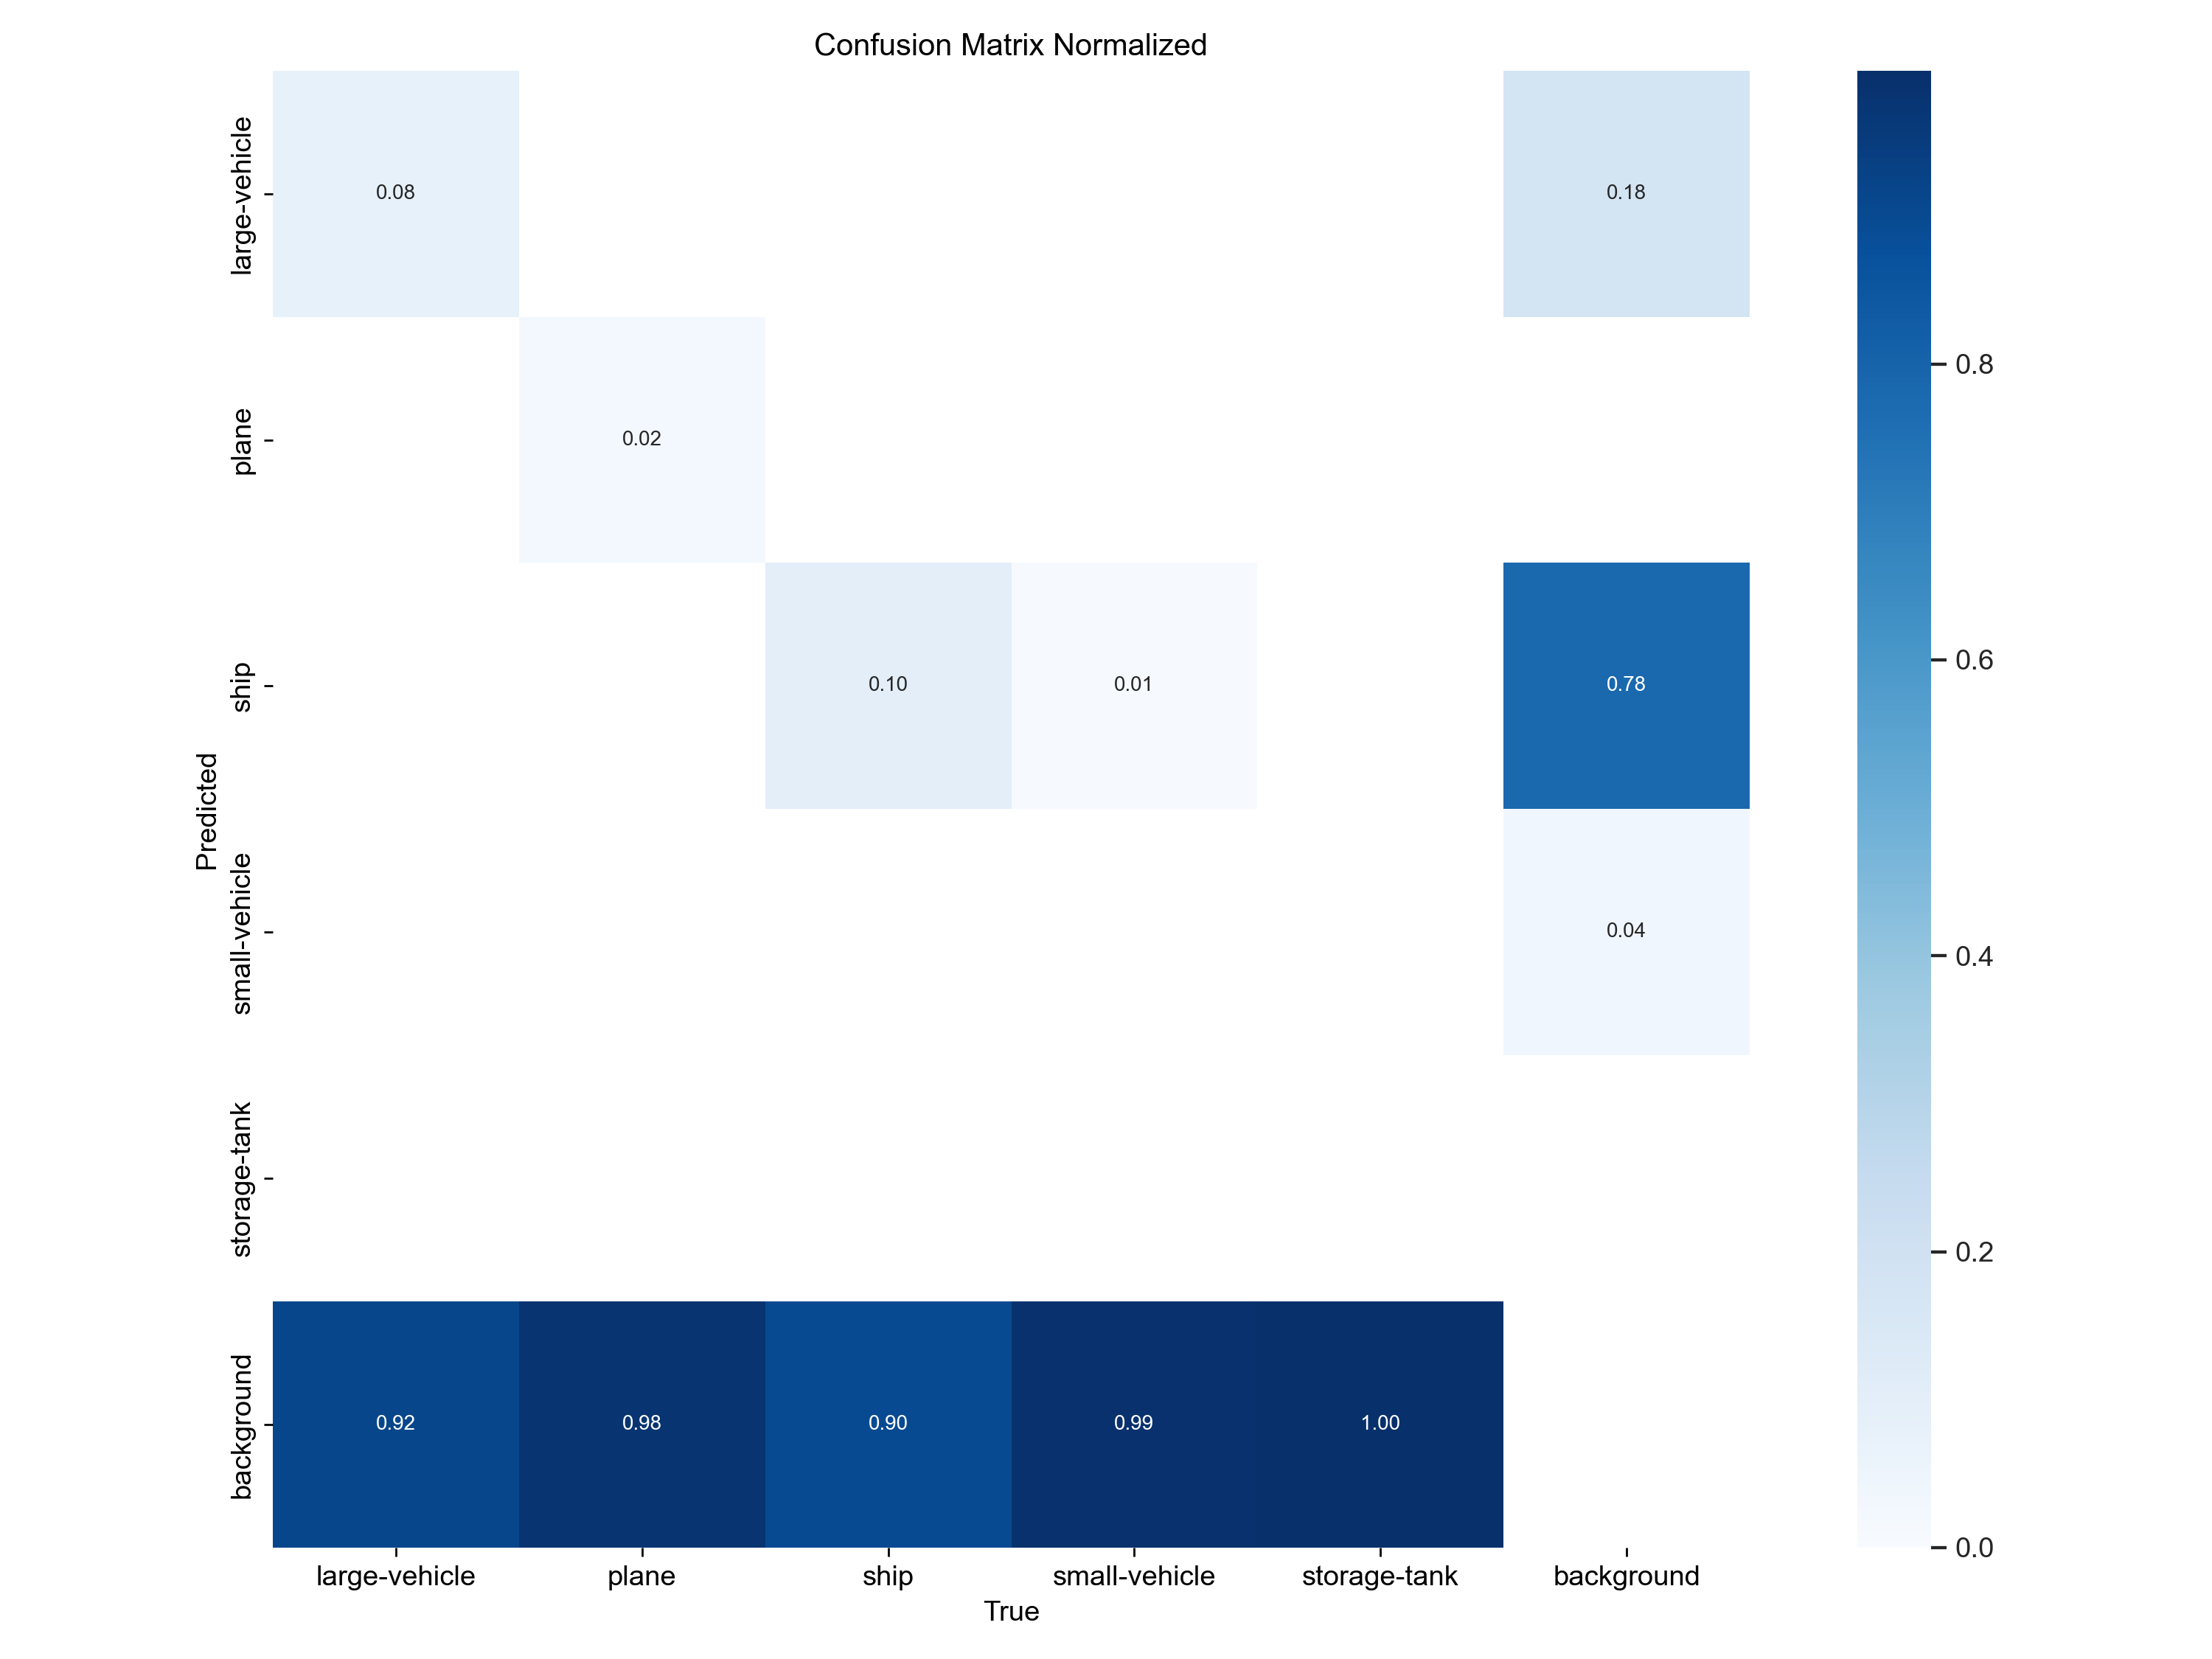 Confusion Matrix Normalized
large-vehicle
0.08
0.18
plane
0.02
ship
0.10
0.01
0.78
small-vehicle
0.04
storage-tank
background
0.92
0.98
0.90
0.99
1.00
Predicted
large-vehicle
plane
ship
small-vehicle
storage-tank
background
True
0.8
0.6
0.4
0.2
0.0